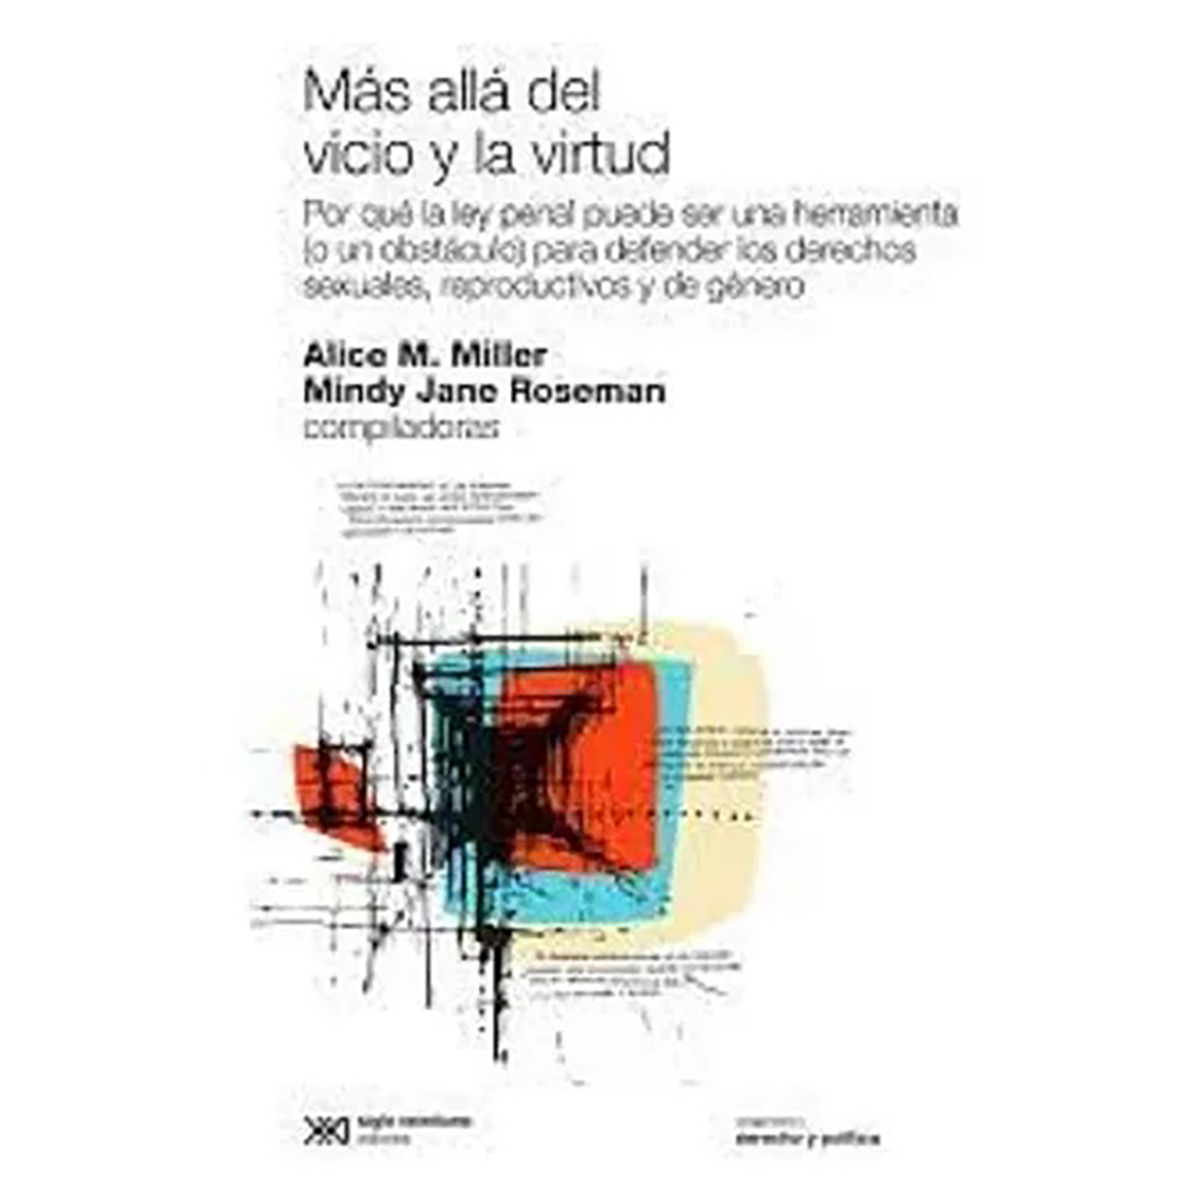 Más allá del
vicio y la virtud
Por qué la ley penal puede ser una herramienta
(o un obstáculo) para defender los derechos
sexuales, reproductivos y de género
Alice M. Miller
Mindy Jane Roseman
compiladoras
siglo veintiuno
editores
derecho y política